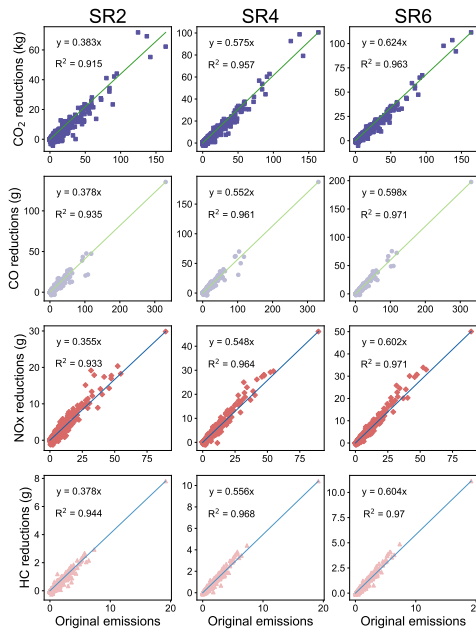 SR2 SR4 SR6
CO2 reductions (kg)
60
40
20
0
y = 0.383x
R2 = 0.915
0 50 100 150
100
80
60
40
20
0
y = 0.575x
R2 = 0.957
0 50 100 150
100
50
0
y = 0.624x
R2 = 0.963
0 50 100 150
CO reductions (g)
100
50
0
y = 0.378x
R2 = 0.935
0 100 200 300
150
100
50
0
y = 0.552x
R2 = 0.961
0 100 200 300
200
150
100
50
0
y = 0.598x
R2 = 0.971
0 100 200 300
NOx reductions (g)
30
20
10
0
y = 0.355x
R2 = 0.933
0 25 50 75
50
40
30
20
10
0
y = 0.548x
R2 = 0.964
0 25 50 75
50
40
30
20
10
0
y = 0.602x
R2 = 0.971
0 25 50 75
HC reductions (g)
8
6
4
2
0
y = 0.378x
R2 = 0.944
0 10 20
10
8
6
4
2
0
y = 0.556x
R2 = 0.968
0 10 20
10
5
0
y = 0.604x
R2 = 0.97
0 10 20
Original emissions Original emissions Original emissions